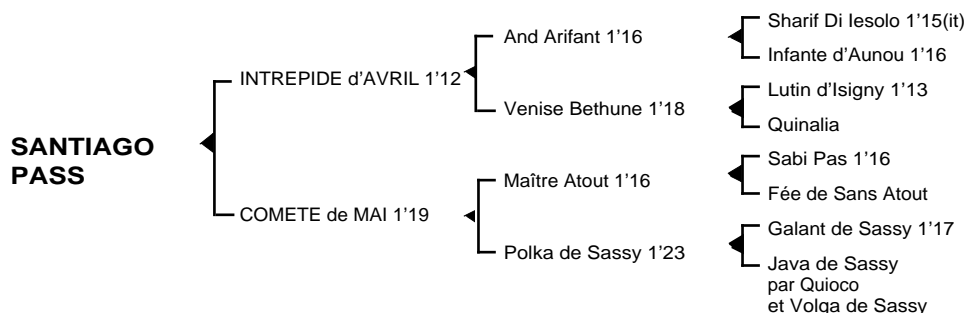 SANTIAGO
PASS
INTREPIDE d'AVRIL 1'12
COMETE de MAI 1'19
And Arifant 1'16
Venise Bethune 1'18
Maître Atout 1'16
Polka de Sassy 1'23
Sharif Di Iesolo 1'15(it)
Infante d'Aunou 1'16
Lutin d'Isigny 1'13
Quinalia
Sabi Pas 1'16
Fée de Sans Atout
Galant de Sassy 1'17
Java de Sassy
par Quioco
et Volga de Sassy